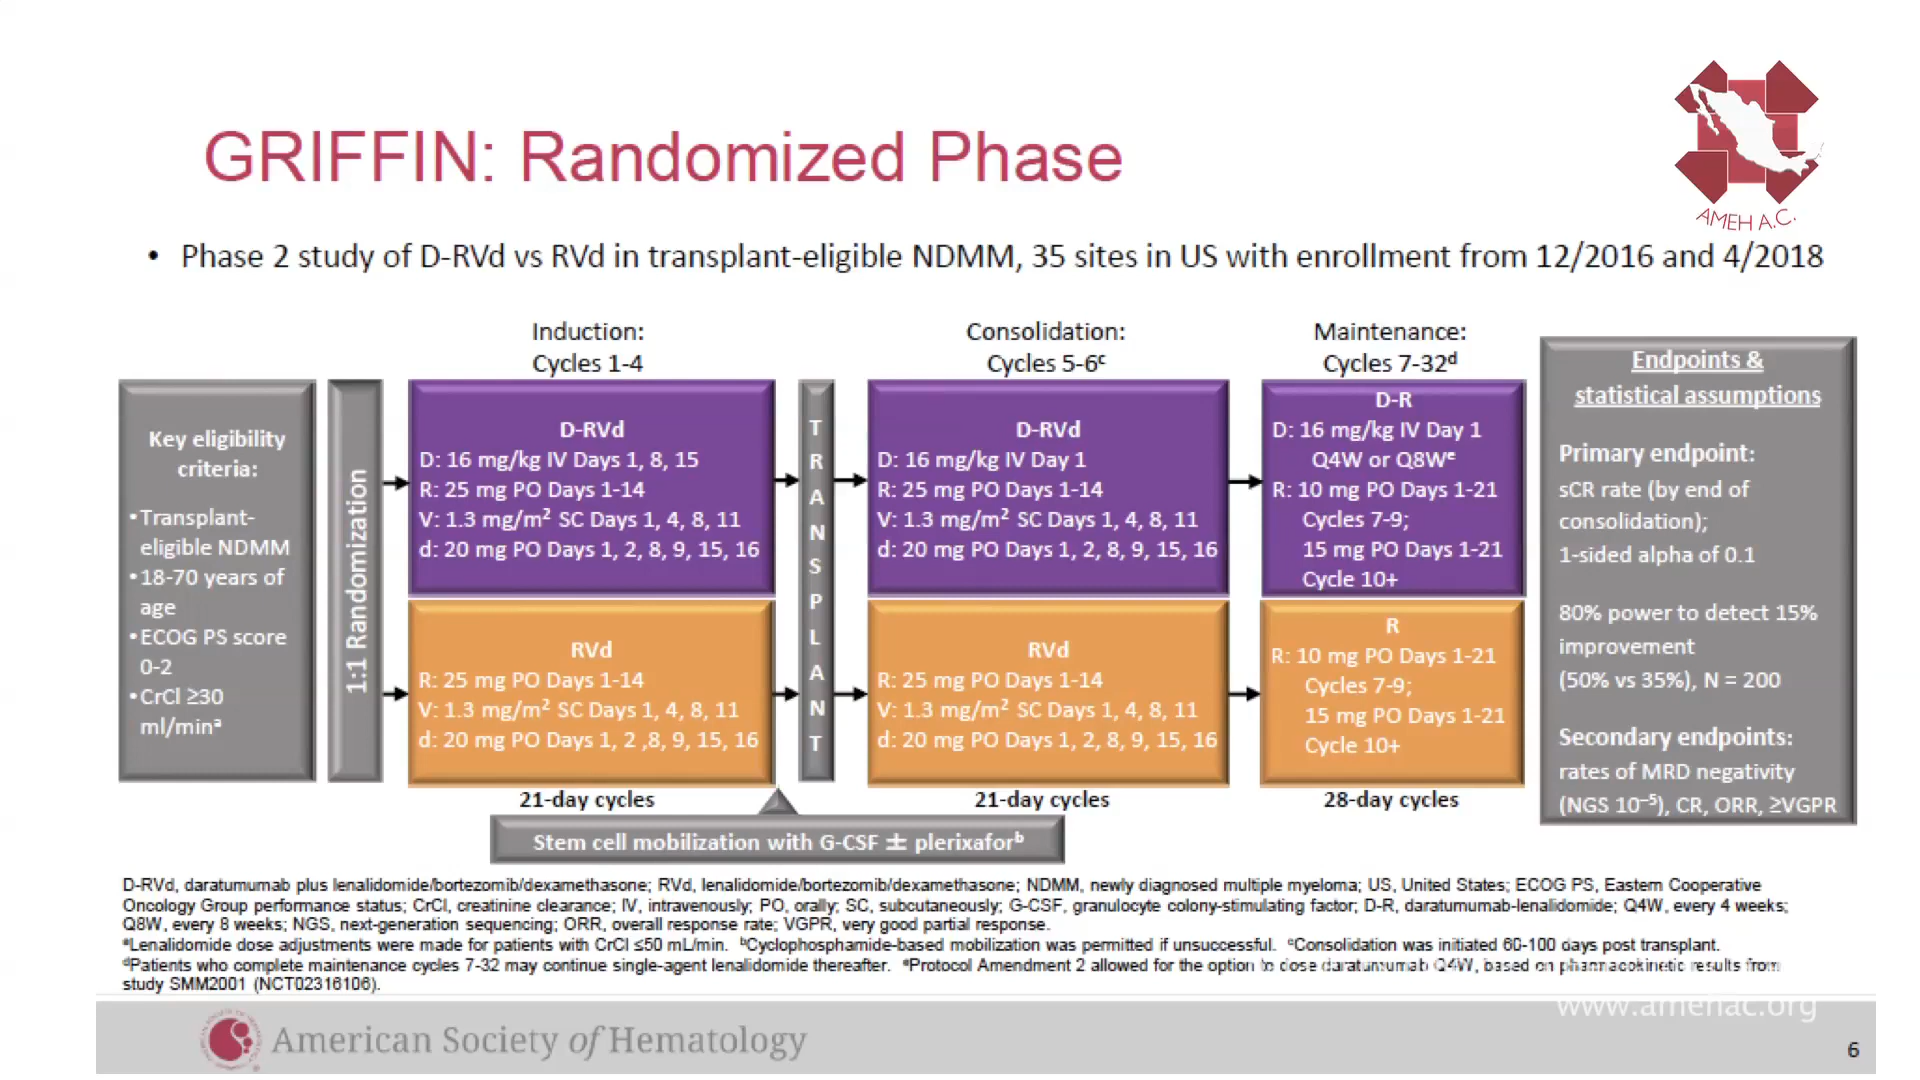 AMEH A.C.
GRIFFIN: Randomized Phase
• Phase 2 study of D-RVd vs RVd in transplant-eligible NDMM, 35 sites in US with enrollment from 12/2016 and 4/2018
Key eligibility
criteria:
•Transplant-
eligible NDMM
•18-70 years of
age
•ECOG PS score
0-2
•CrCl ≥30
ml/minᵃ
1:1 Randomization
Induction:
Cycles 1-4
D-RVd
D: 16 mg/kg IV Days 1, 8, 15
R: 25 mg PO Days 1-14
V: 1.3 mg/m² SC Days 1, 4, 8, 11
d: 20 mg PO Days 1, 2, 8, 9, 15, 16
RVd
R: 25 mg PO Days 1-14
V: 1.3 mg/m² SC Days 1, 4, 8, 11
d: 20 mg PO Days 1, 2 ,8, 9, 15, 16
21-day cycles
TRANSPLANT
Stem cell mobilization with G-CSF ± plerixaforᵇ
Consolidation:
Cycles 5-6ᶜ
D-RVd
D: 16 mg/kg IV Day 1
R: 25 mg PO Days 1-14
V: 1.3 mg/m² SC Days 1, 4, 8, 11
d: 20 mg PO Days 1, 2, 8, 9, 15, 16
RVd
R: 25 mg PO Days 1-14
V: 1.3 mg/m² SC Days 1, 4, 8, 11
d: 20 mg PO Days 1, 2, 8, 9, 15, 16
21-day cycles
Maintenance:
Cycles 7-32ᵈ
D-R
D: 16 mg/kg IV Day 1
Q4W or Q8Wᵉ
R: 10 mg PO Days 1-21
Cycles 7-9;
15 mg PO Days 1-21
Cycle 10+
R
R: 10 mg PO Days 1-21
Cycles 7-9;
15 mg PO Days 1-21
Cycle 10+
28-day cycles
Endpoints &
statistical assumptions
Primary endpoint:
sCR rate (by end of
consolidation);
1-sided alpha of 0.1
80% power to detect 15%
improvement
(50% vs 35%), N = 200
Secondary endpoints:
rates of MRD negativity
(NGS 10⁻⁵), CR, ORR, ≥VGPR
D-RVd, daratumumab plus lenalidomide/bortezomib/dexamethasone; RVd, lenalidomide/bortezomib/dexamethasone; NDMM, newly diagnosed multiple myeloma; US, United States; ECOG PS, Eastern Cooperative
Oncology Group performance status; CrCl, creatinine clearance; IV, intravenously; PO, orally; SC, subcutaneously; G-CSF, granulocyte colony-stimulating factor; D-R, daratumumab-lenalidomide; Q4W, every 4 weeks;
Q8W, every 8 weeks; NGS, next-generation sequencing; ORR, overall response rate; VGPR, very good partial response.
ᵃLenalidomide dose adjustments were made for patients with CrCl ≤50 mL/min. ᵇCyclophosphamide-based mobilization was permitted if unsuccessful. ᶜConsolidation was initiated 60-100 days post transplant.
ᵈPatients who complete maintenance cycles 7-32 may continue single-agent lenalidomide thereafter. ᵉProtocol Amendment 2 allowed for the option to dose daratumumab Q4W, based on pharmacokinetic results from
study SMM2001 (NCT02316106).
www.amehac.org
American Society of Hematology
6